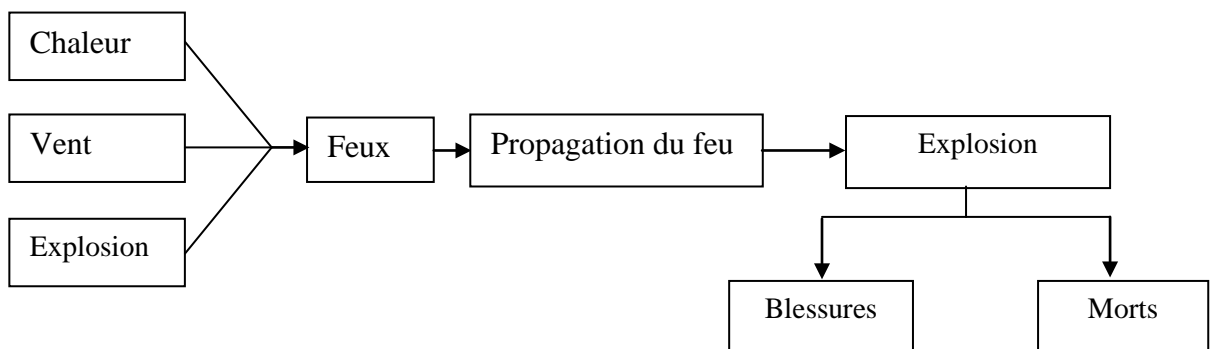 Chaleur
Vent
Explosion
Feux
Propagation du feu
Explosion
Blessures
Morts